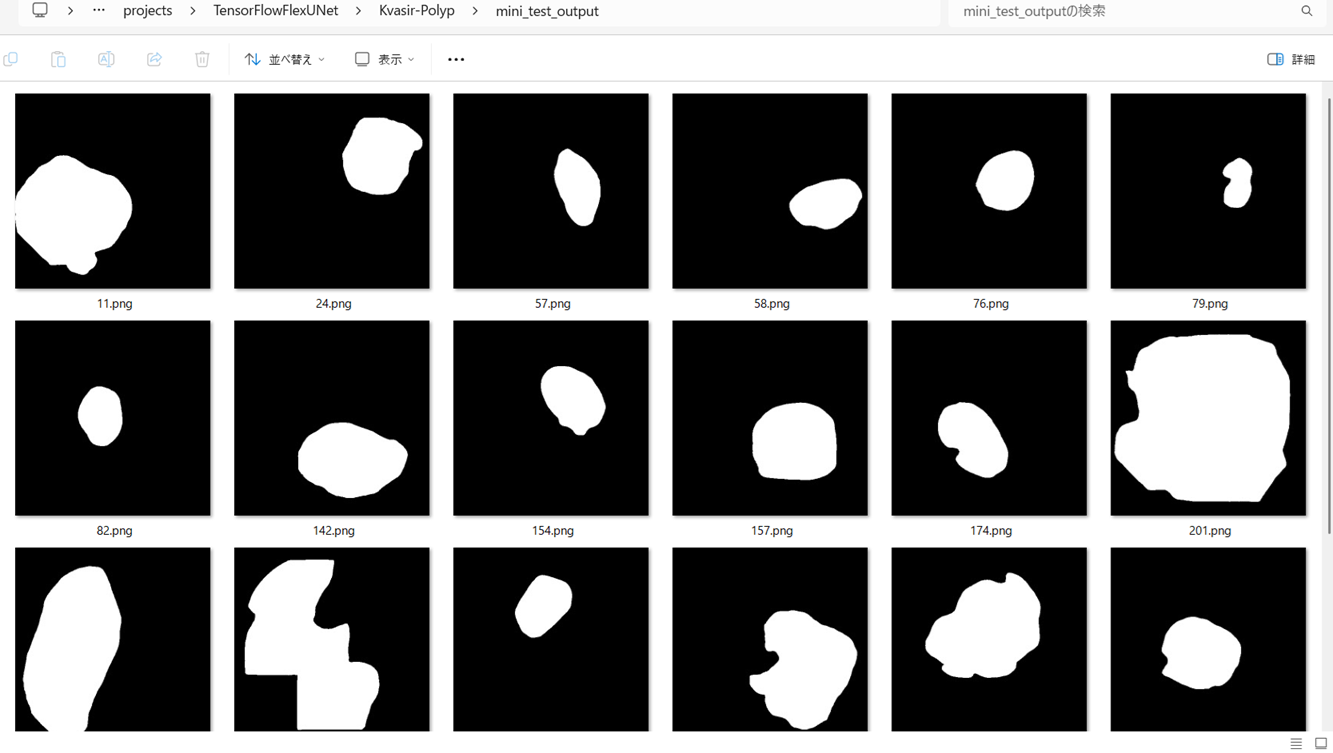 > ... projects > TensorFlowFlexUNet > Kvasir-Polyp > mini_test_output
mini_test_outputの検索
並べ替え
表示
詳細
11.png
24.png
57.png
58.png
76.png
79.png
82.png
142.png
154.png
157.png
174.png
201.png